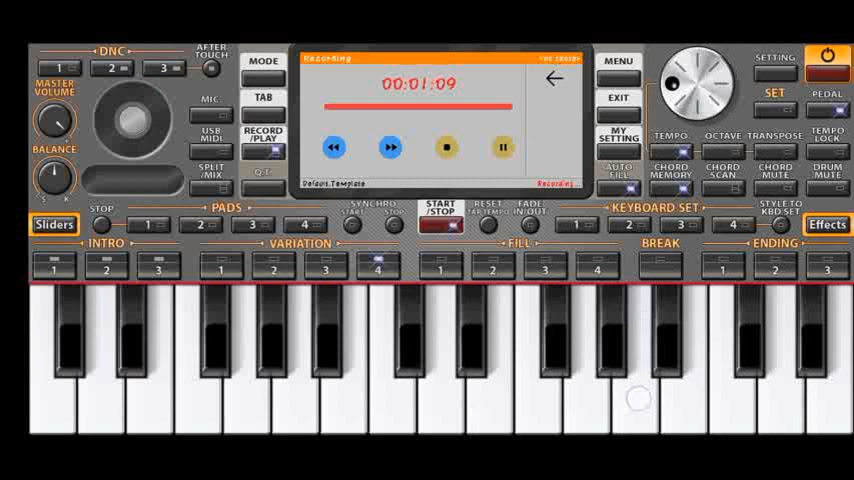 DNC
AFTER
TOUCH
1 2 3
MASTER
VOLUME
BALANCE
S K
MIC
USB
MIDI
SPLIT
/MIX
MODE
TAB
RECORD
/PLAY
Q.T.
Recording
00:01:09
Default.Template
Recording...
MENU
EXIT
MY
SETTING
AUTO
FILL
SETTING
SET
PEDAL
TEMPO OCTAVE TRANSPOSE TEMPO
LOCK
CHORD
MEMORY
CHORD
SCAN
CHORD
MUTE
DRUM
MUTE
Sliders
STOP
PADS
1 2 3 4
SYNCHRO
START STOP
START
/STOP
RESET
TAP TEMPO
FADE
IN/OUT
KEYBOARD SET
1 2 3 4
STYLE TO
KBD SET
Effects
INTRO VARIATION FILL BREAK ENDING
1 2 3 1 2 3 4 1 2 3 4 1 2 3